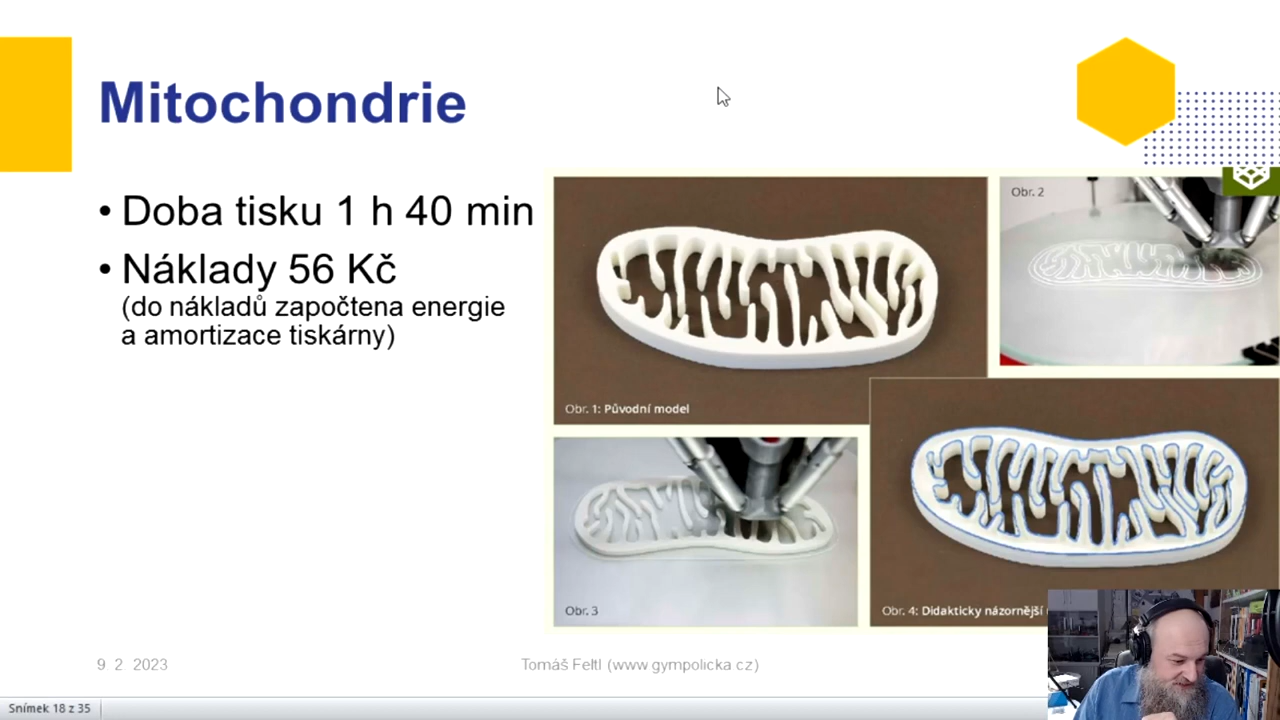 Mitochondrie
• Doba tisku 1 h 40 min
• Náklady 56 Kč
(do nákladů započtena energie
a amortizace tiskárny)
Obr. 2
Obr. 1: Původní model
Obr. 3
Obr. 4: Didakticky názornější
9 2 2023
Tomáš Feltl (www gympolicka cz)
Snímek 18 z 35